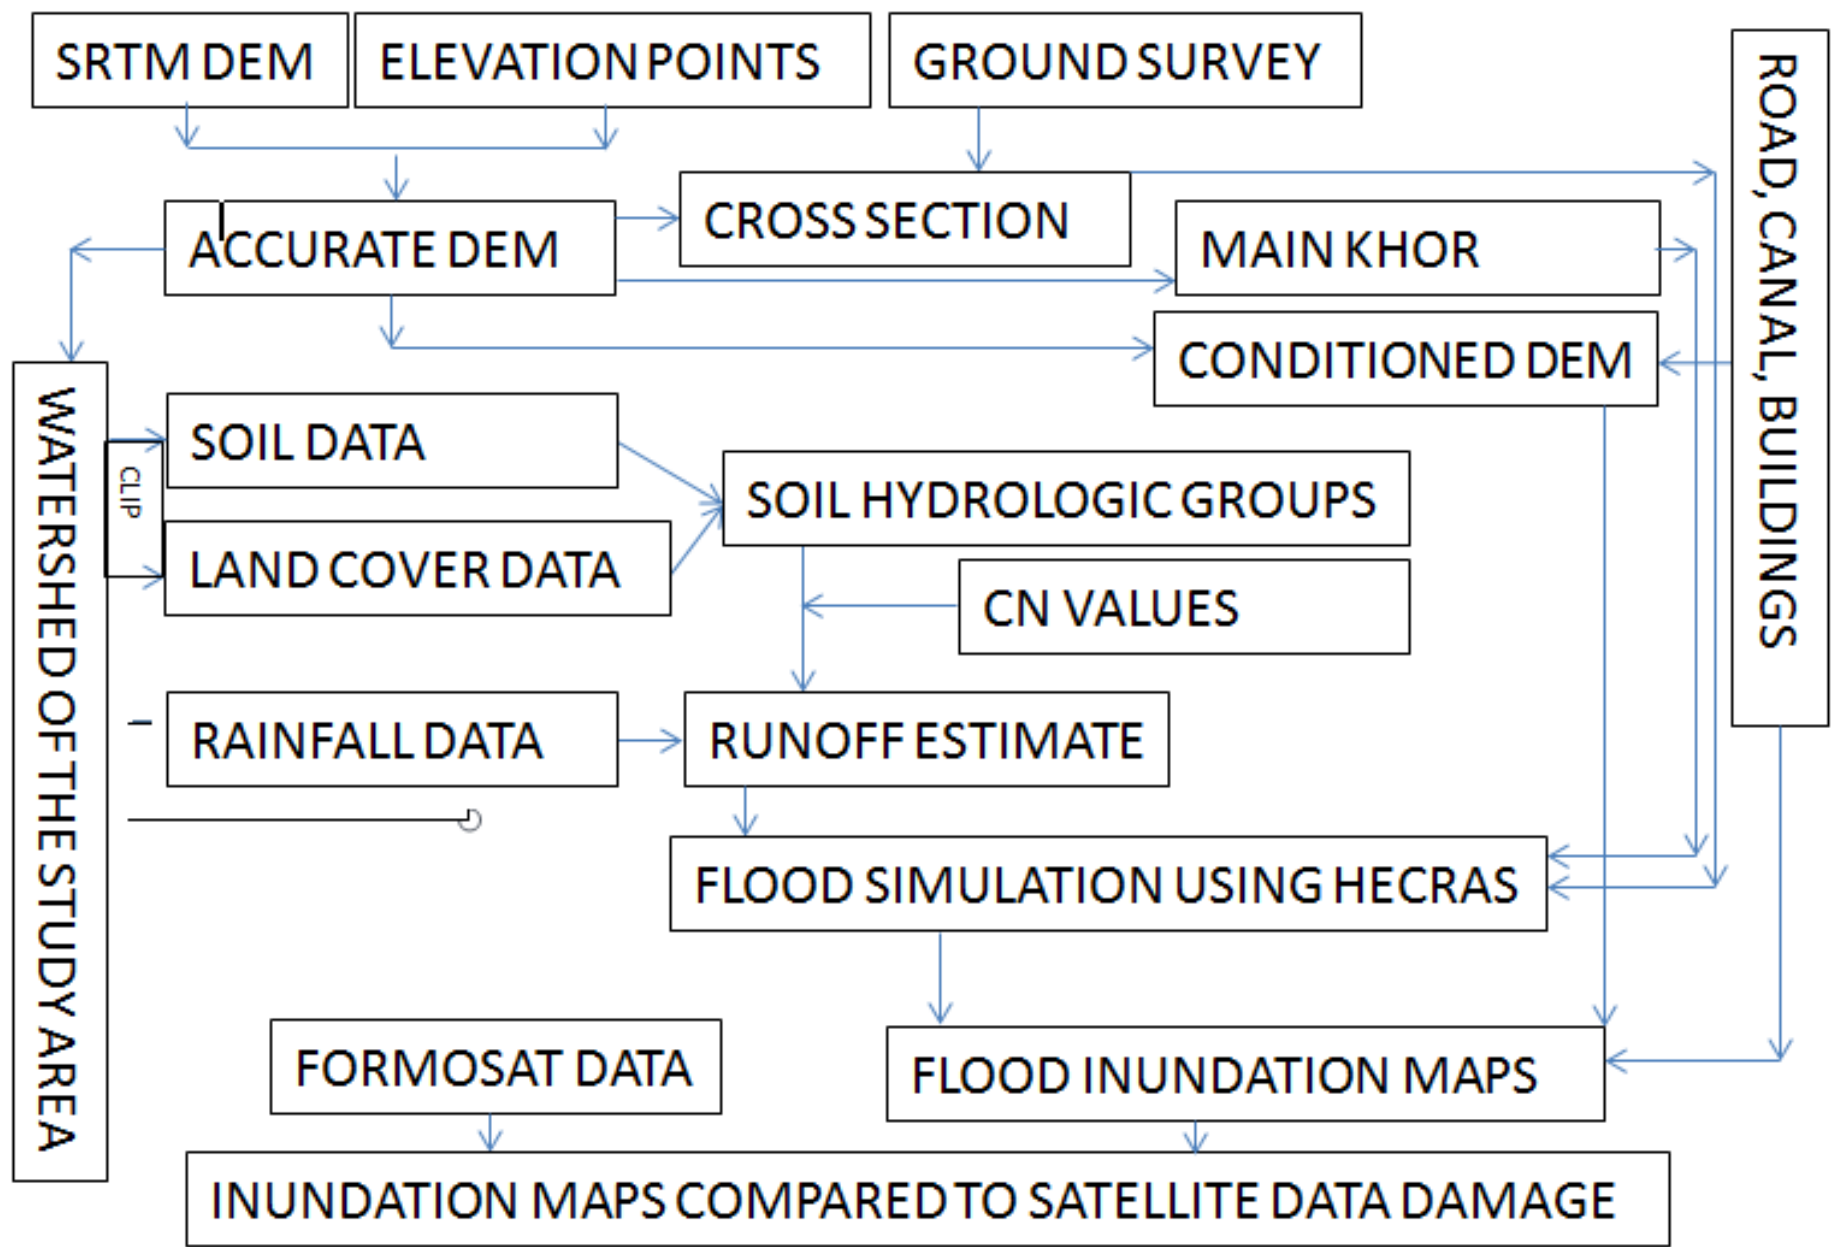 SRTM DEM
ELEVATION POINTS
GROUND SURVEY
ROAD, CANAL, BUILDINGS
CROSS SECTION
ACCURATE DEM
MAIN KHOR
CONDITIONED DEM
WATERSHED OF THE STUDY AREA
CLIP
SOIL DATA
SOIL HYDROLOGIC GROUPS
LAND COVER DATA
CN VALUES
RAINFALL DATA
RUNOFF ESTIMATE
FLOOD SIMULATION USING HECRAS
FORMOSAT DATA
FLOOD INUNDATION MAPS
INUNDATION MAPS COMPARED TO SATELLITE DATA DAMAGE